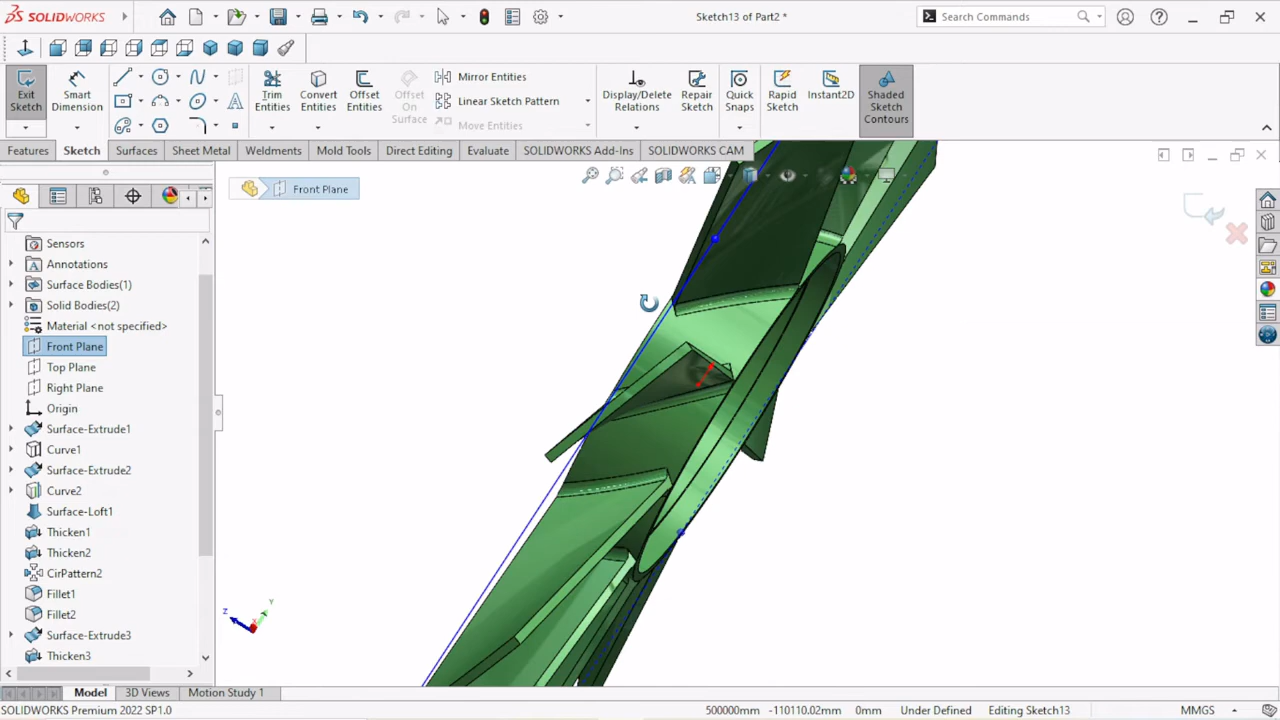 SOLIDWORKS
Sketch13 of Part2 *
Search Commands
Exit Sketch
Smart Dimension
Trim Entities
Convert Entities
Offset Entities
Offset On Surface
Mirror Entities
Linear Sketch Pattern
Move Entities
Display/Delete Relations
Repair Sketch
Quick Snaps
Rapid Sketch
Instant2D
Shaded Sketch Contours
Features
Sketch
Surfaces
Sheet Metal
Weldments
Mold Tools
Direct Editing
Evaluate
SOLIDWORKS Add-Ins
SOLIDWORKS CAM
Front Plane
Sensors
Annotations
Surface Bodies(1)
Solid Bodies(2)
Material <not specified>
Front Plane
Top Plane
Right Plane
Origin
Surface-Extrude1
Curve1
Surface-Extrude2
Curve2
Surface-Loft1
Thicken1
Thicken2
CirPattern2
Fillet1
Fillet2
Surface-Extrude3
Thicken3
Z
Y
X
Model
3D Views
Motion Study 1
SOLIDWORKS Premium 2022 SP1.0
500000mm
-110110.02mm
0mm
Under Defined
Editing Sketch13
MMGS